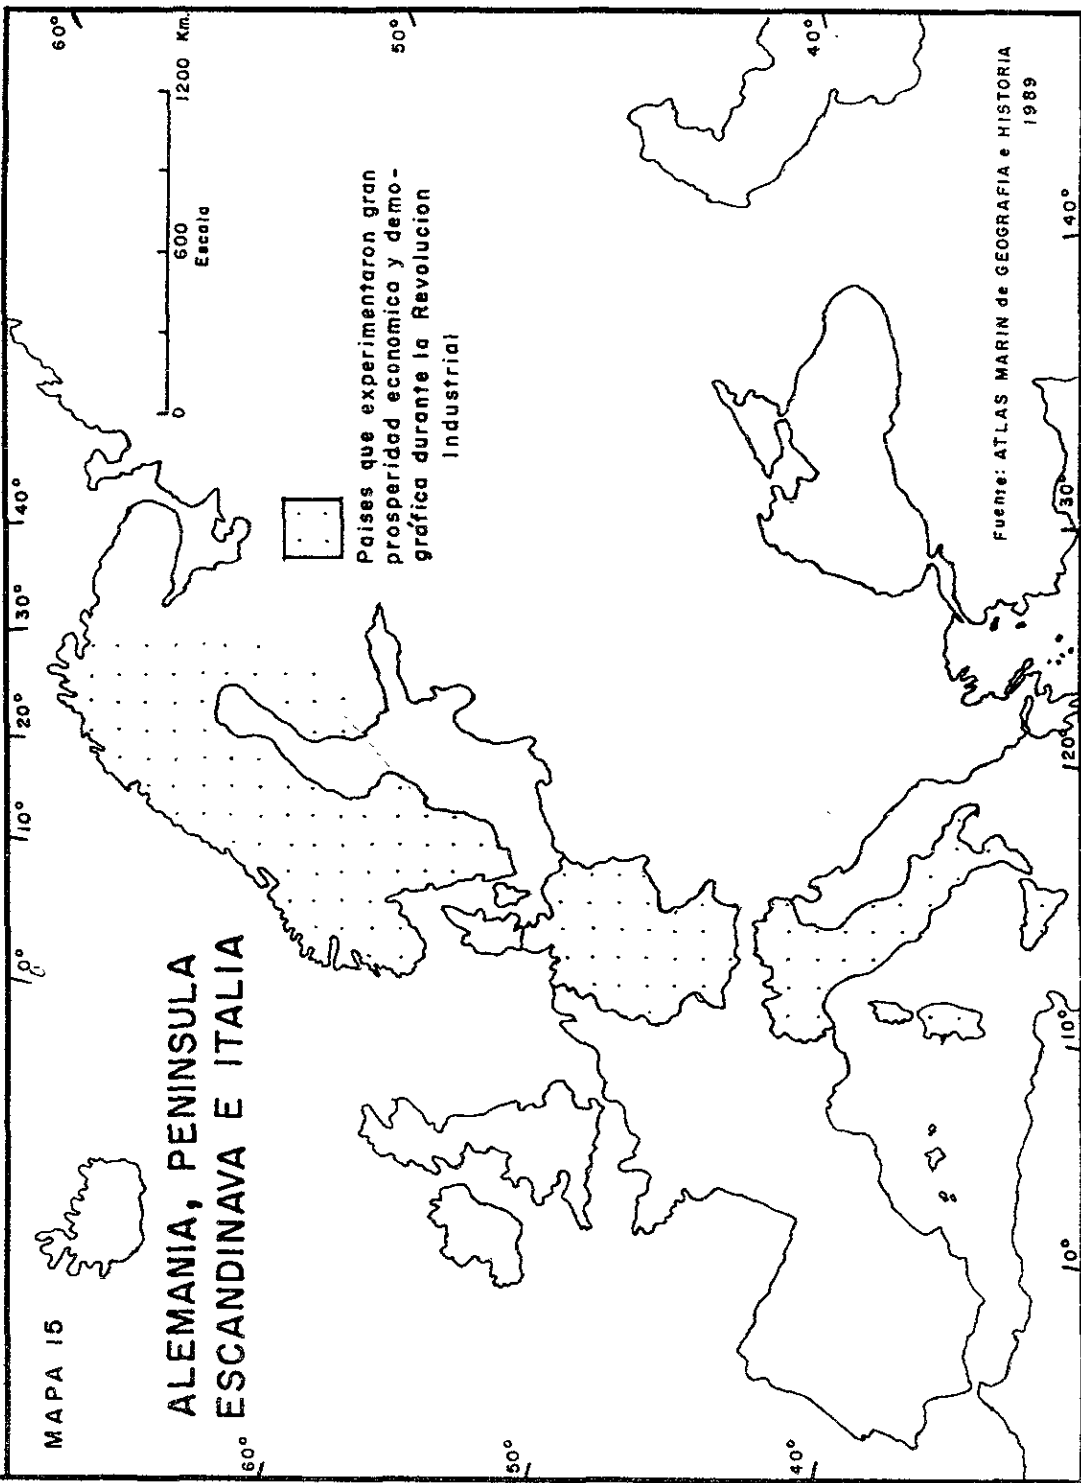 MAPA 15
ALEMANIA, PENINSULA
ESCANDINAVA E ITALIA
0 600 1200 Km.
Escala
Paises que experimentaron gran
prosperidad economica y demo-
gráfica durante la Revolucion
Industrial
Fuente: ATLAS MARIN de GEOGRAFIA e HISTORIA
1989
0° 10° 20° 30° 40°
60° 60°
50° 50°
40° 40°
10° 10° 20° 30° 40°